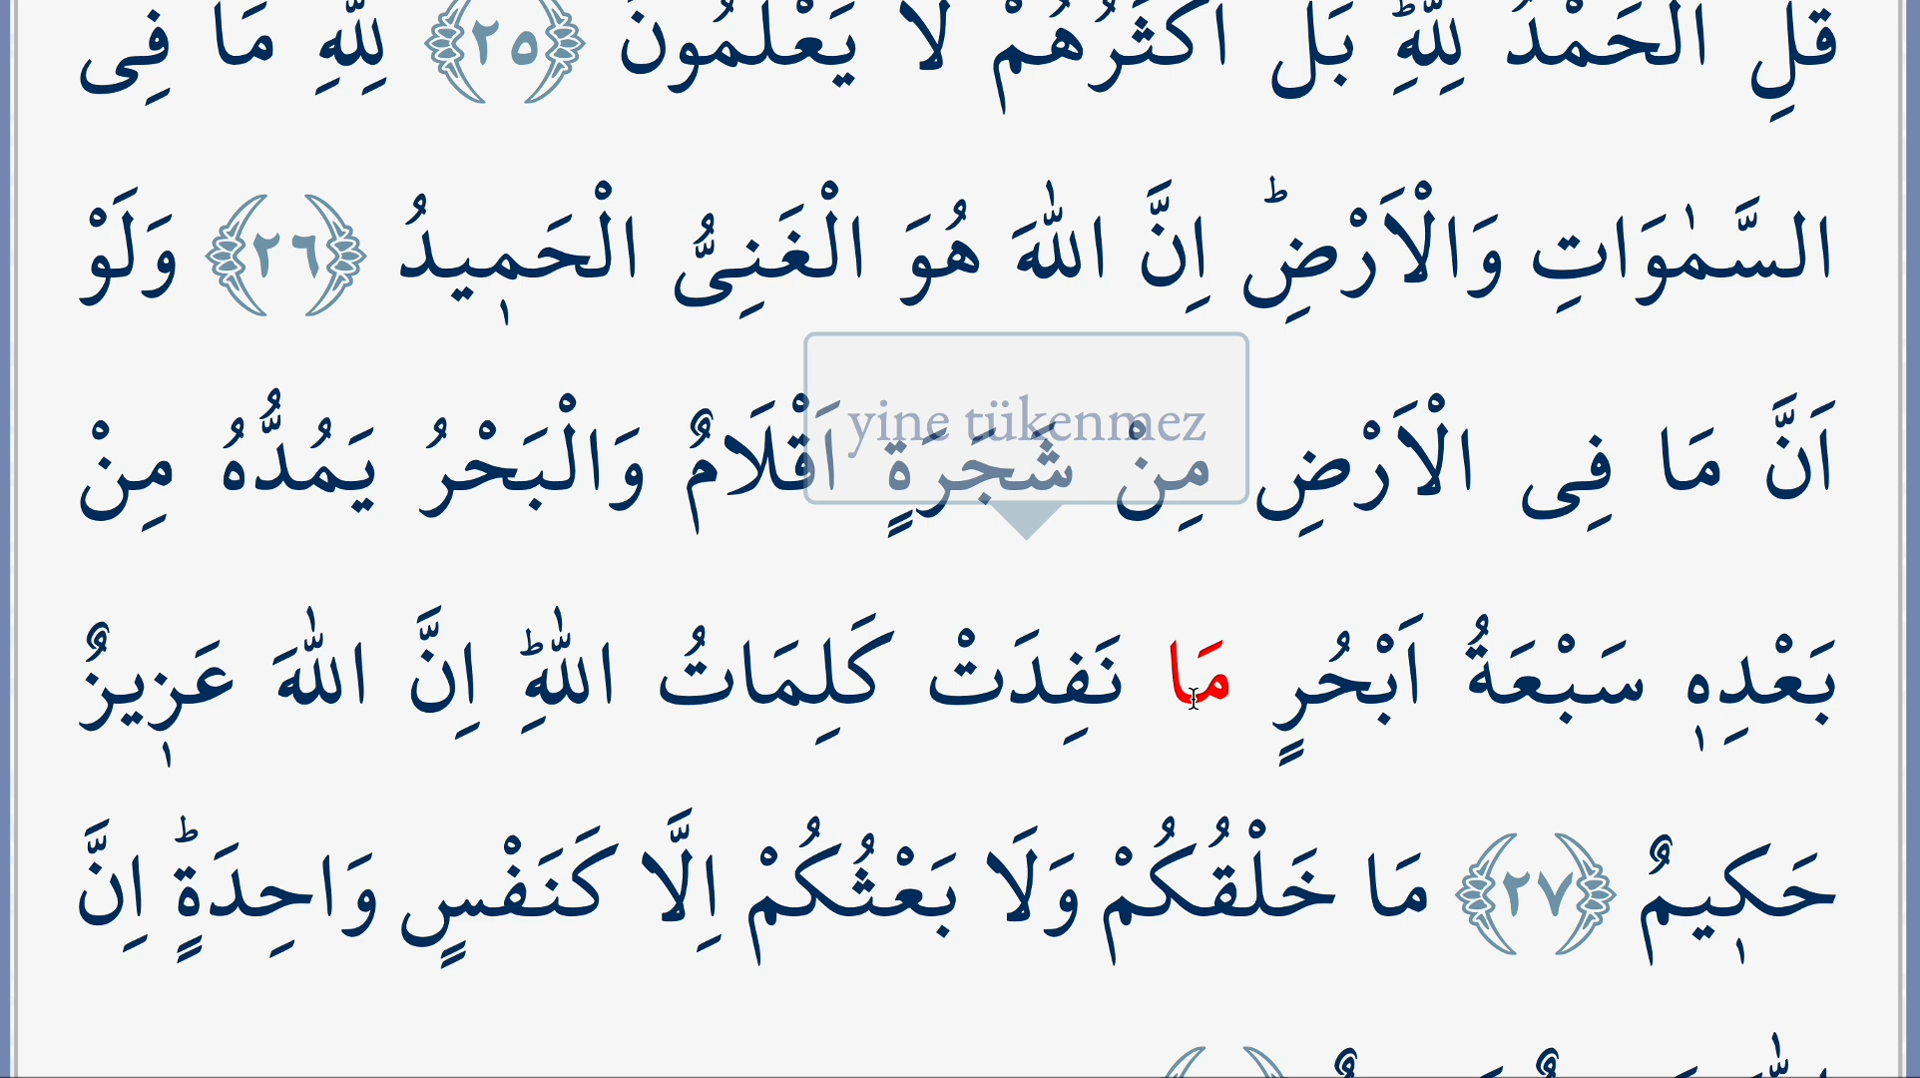 قُلِ الْحَمْدُ لِلّٰهِؕ بَلْ اَكْثَرُهُمْ لَا يَعْلَمُونَ ﴿٢٥﴾ لِلّٰهِ مَا فِى
السَّمٰوَاتِ وَالْاَرْضِؕ اِنَّ اللّٰهَ هُوَ الْغَنِىُّ الْحَمٖيدُ ﴿٢٦﴾ وَلَوْ
yine tükenmez
اَنَّ مَا فِى الْاَرْضِ مِنْ شَجَرَةٍ اَقْلَامٌ وَالْبَحْرُ يَمُدُّهُ مِنْ
بَعْدِهٖ سَبْعَةُ اَبْحُرٍ مَا نَفِدَتْ كَلِمَاتُ اللّٰهِؕ اِنَّ اللّٰهَ عَزٖيزٌ
حَكٖيمٌ ﴿٢٧﴾ مَا خَلْقُكُمْ وَلَا بَعْثُكُمْ اِلَّا كَنَفْسٍ وَاحِدَةٍؕ اِنَّ